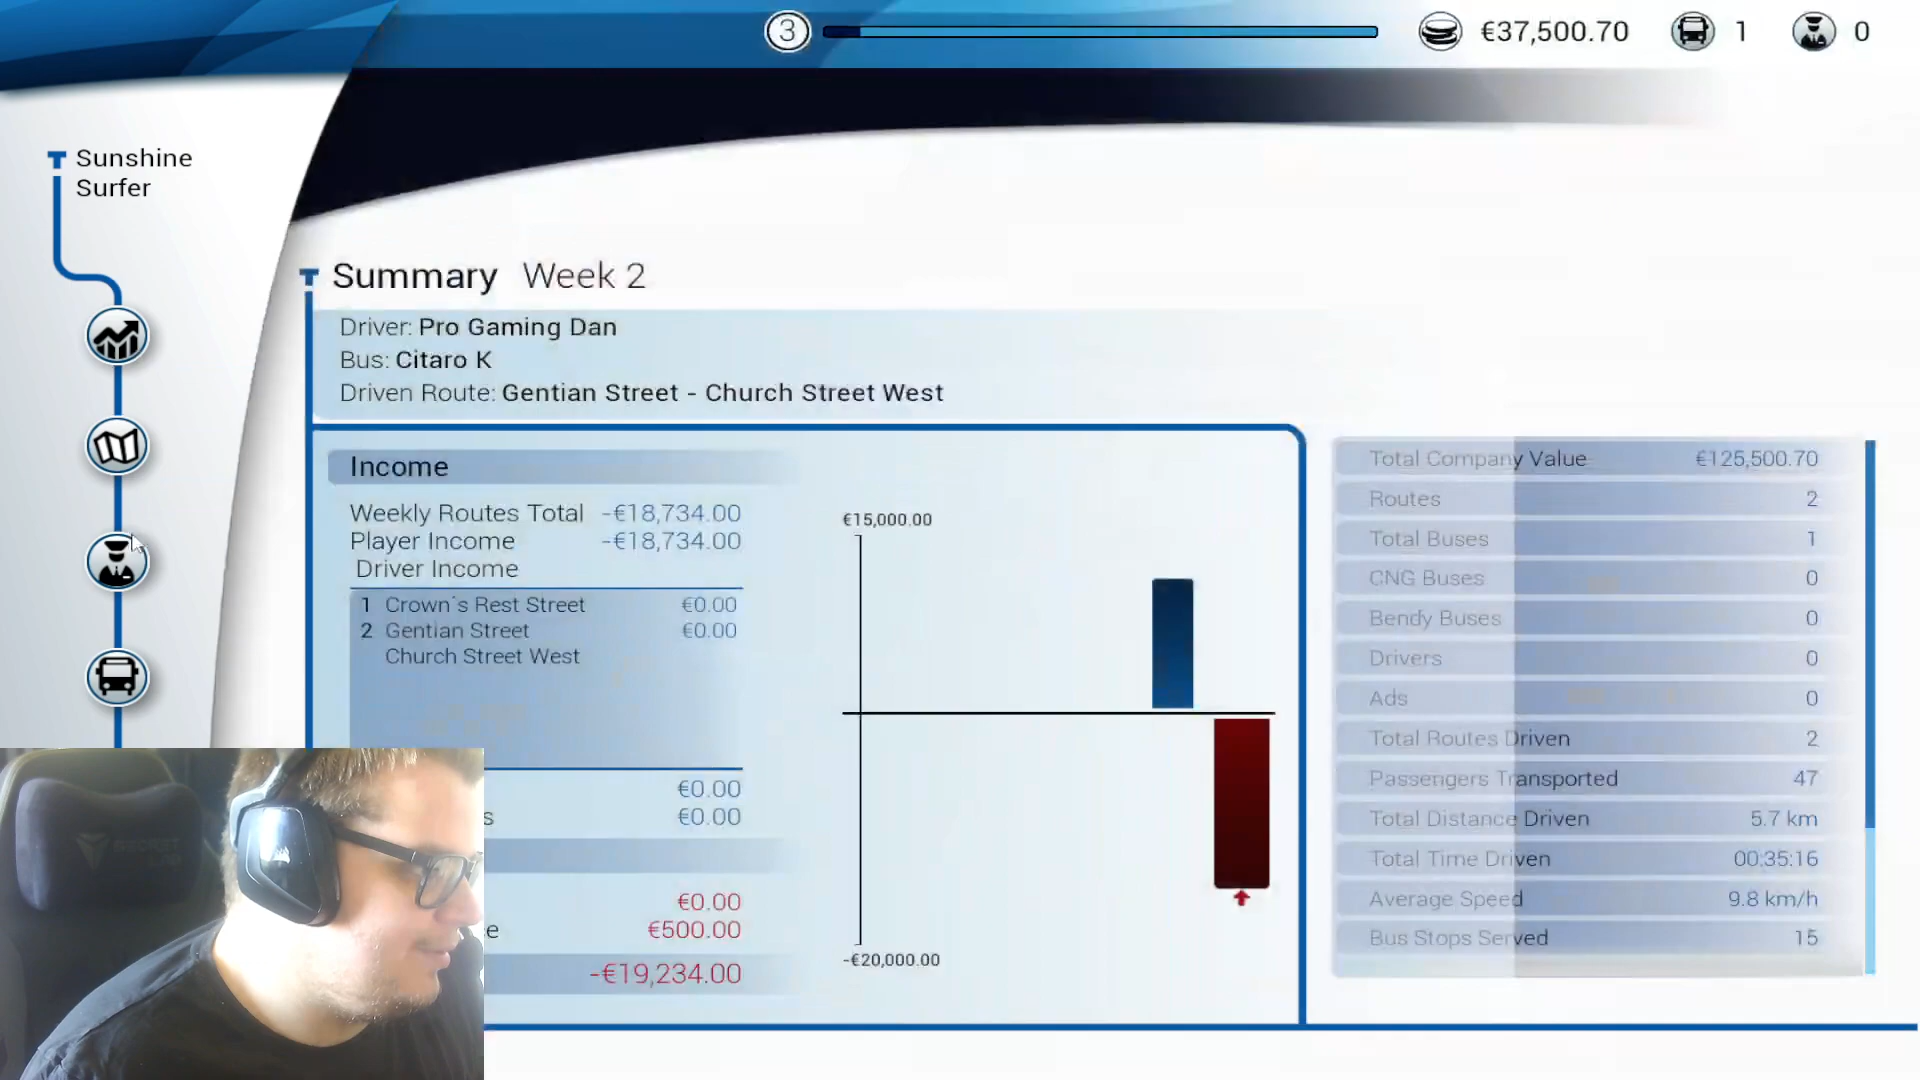 3
€37,500.70
1
0
Sunshine
Surfer
Summary Week 2
Driver: Pro Gaming Dan
Bus: Citaro K
Driven Route: Gentian Street - Church Street West
Income
Weekly Routes Total -€18,734.00
Player Income -€18,734.00
Driver Income
1 Crown´s Rest Street €0.00
2 Gentian Street €0.00
Church Street West
€0.00
s €0.00
€0.00
e €500.00
-€19,234.00
€15,000.00
-€20,000.00
Total Company Value €125,500.70
Routes 2
Total Buses 1
CNG Buses 0
Bendy Buses 0
Drivers 0
Ads 0
Total Routes Driven 2
Passengers Transported 47
Total Distance Driven 5.7 km
Total Time Driven 00:35:16
Average Speed 9.8 km/h
Bus Stops Served 15